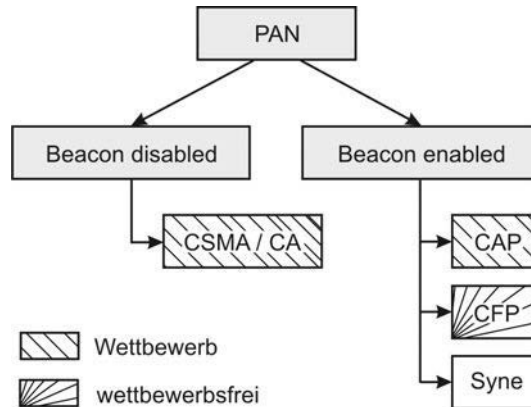 PAN
Beacon disabled
Beacon enabled
CSMA / CA
CAP
CFP
Syne
Wettbewerb
wettbewerbsfrei